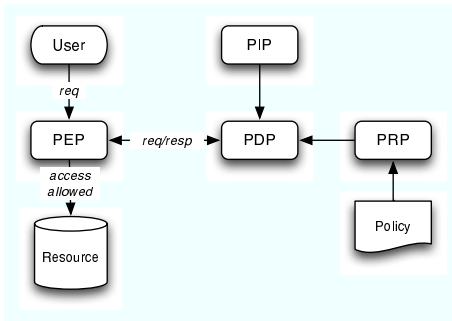 User
PIP
req
PEP
req/resp
PDP
PRP
access
allowed
Policy
Resource